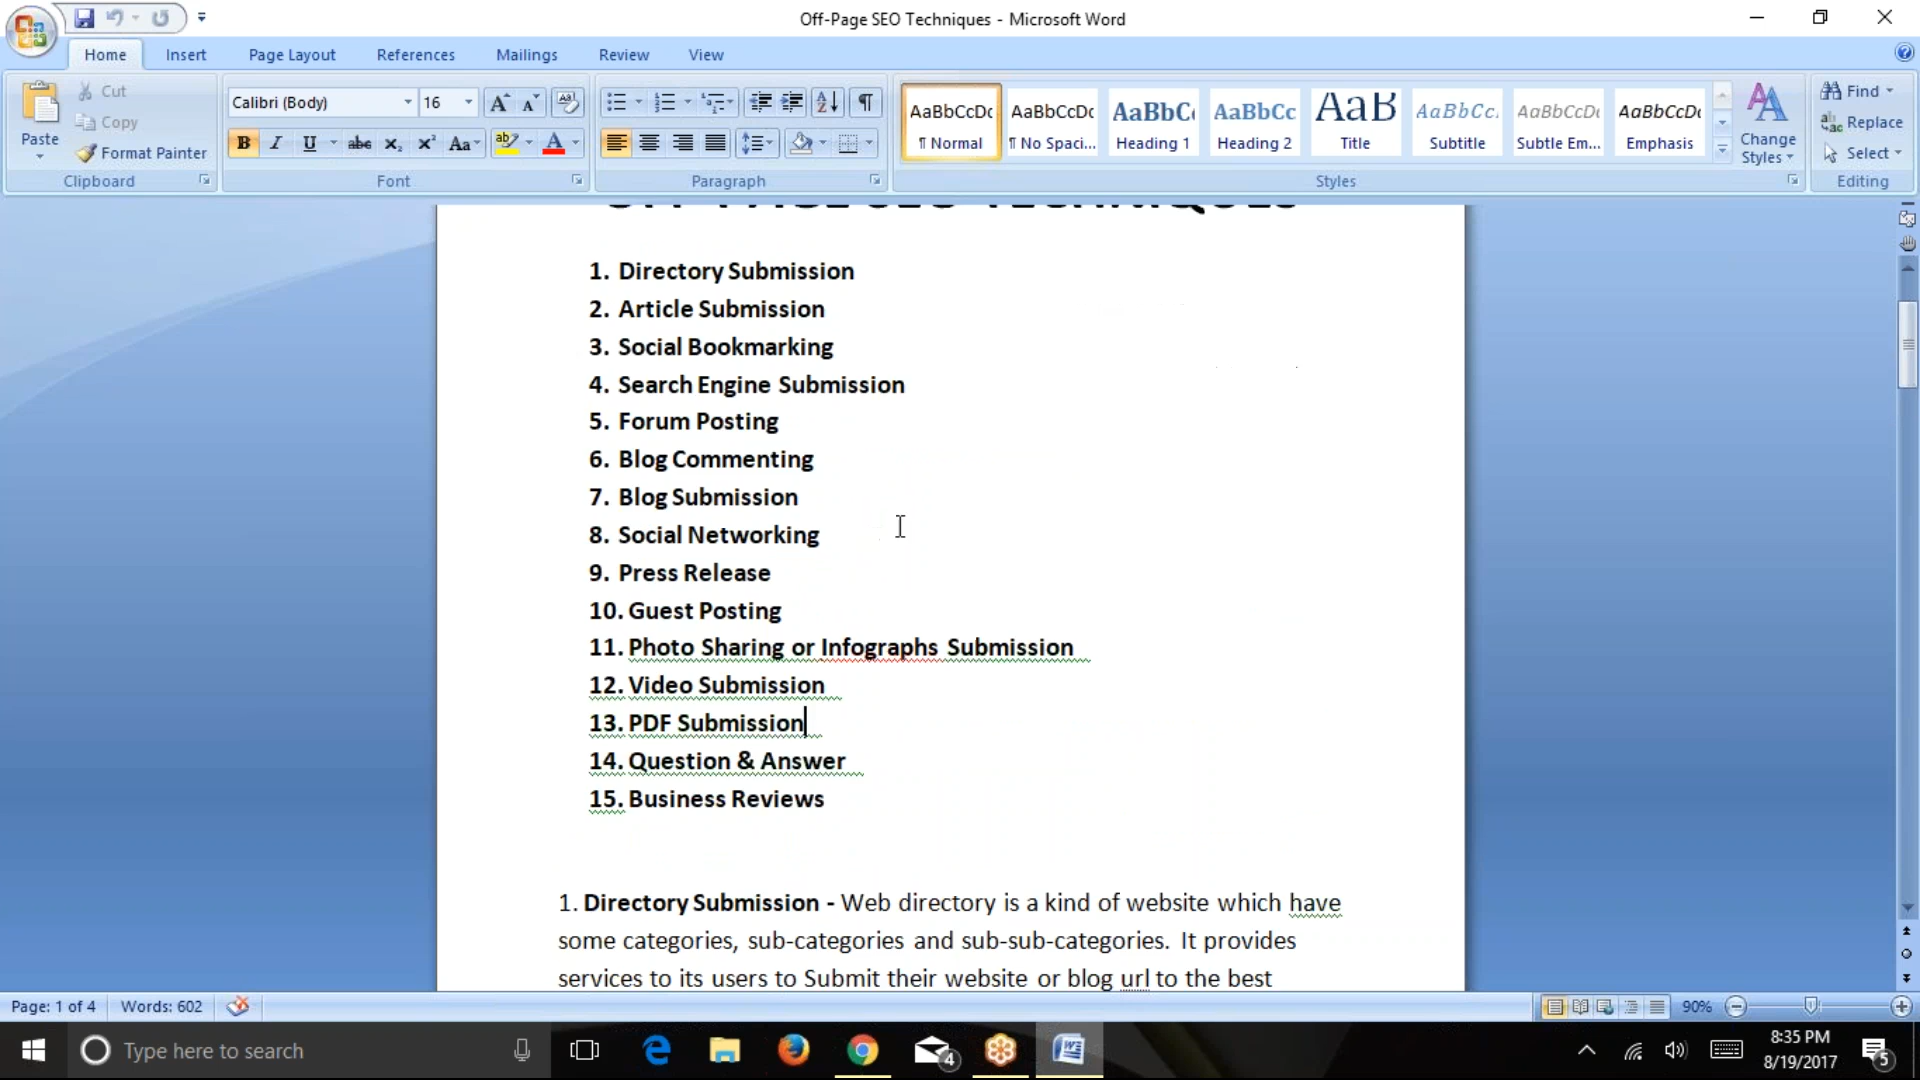 Off-Page SEO Techniques - Microsoft Word
Home Insert Page Layout References Mailings Review View
Paste
Cut
Copy
Format Painter
Clipboard
Calibri (Body) 16
Font
Paragraph
AaBbCcDc AaBbCcDc AaBbC AaBbCc AaB AaBbCc. AaBbCcDc AaBbCcDc
¶ Normal ¶ No Spaci... Heading 1 Heading 2 Title Subtitle Subtle Em... Emphasis
Change Styles
Styles
Find
Replace
Select
Editing
OFF-PAGE SEO TECHNIQUES
1. Directory Submission
2. Article Submission
3. Social Bookmarking
4. Search Engine Submission
5. Forum Posting
6. Blog Commenting
7. Blog Submission
8. Social Networking
9. Press Release
10. Guest Posting
11. Photo Sharing or Infographs Submission
12. Video Submission
13. PDF Submission
14. Question & Answer
15. Business Reviews
1. Directory Submission - Web directory is a kind of website which have
some categories, sub-categories and sub-sub-categories. It provides
services to its users to Submit their website or blog url to the best
Page: 1 of 4 Words: 602 90%
Type here to search
4
8:35 PM
8/19/2017
5